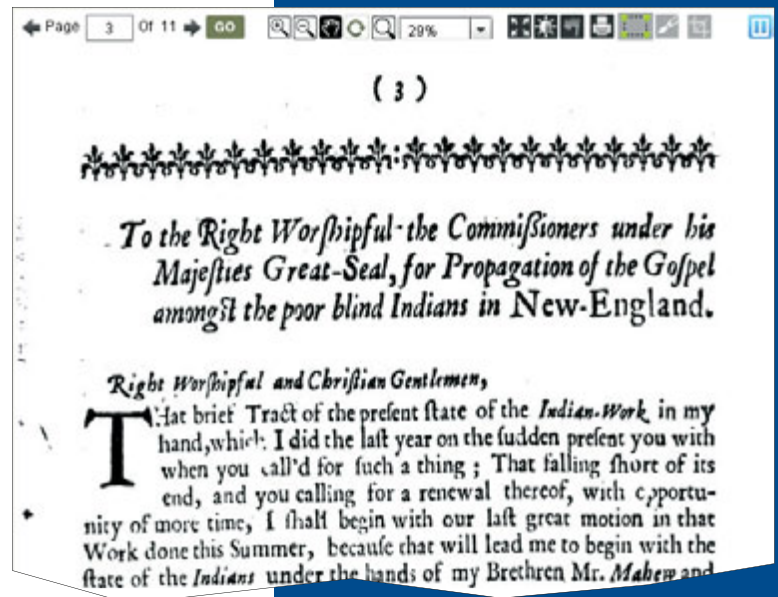 Page 3 Of 11 GO 29%
( 3 )
To the Right Worſhipful the Commiſſioners under his
Majeſties Great-Seal, for Propagation of the Goſpel
amongſt the poor blind Indians in New-England.
Right Worſhipful and Chriſtian Gentlemen,
THat brief Tract of the preſent ſtate of the Indian-Work in my
hand, which I did the laſt year on the ſudden preſent you with
when you call'd for ſuch a thing ; That falling ſhort of its
end, and you calling for a renewal thereof, with opportu-
nity of more time, I ſhall begin with our laſt great motion in that
Work done this Summer, becauſe that will lead me to begin with the
ſtate of the Indians under the hands of my Brethren Mr. Mahew and